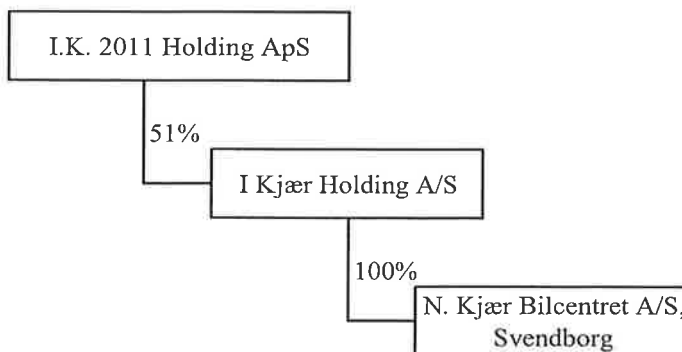 I.K. 2011 Holding ApS
51%
I Kjær Holding A/S
100%
N. Kjær Bilcentret A/S,
Svendborg